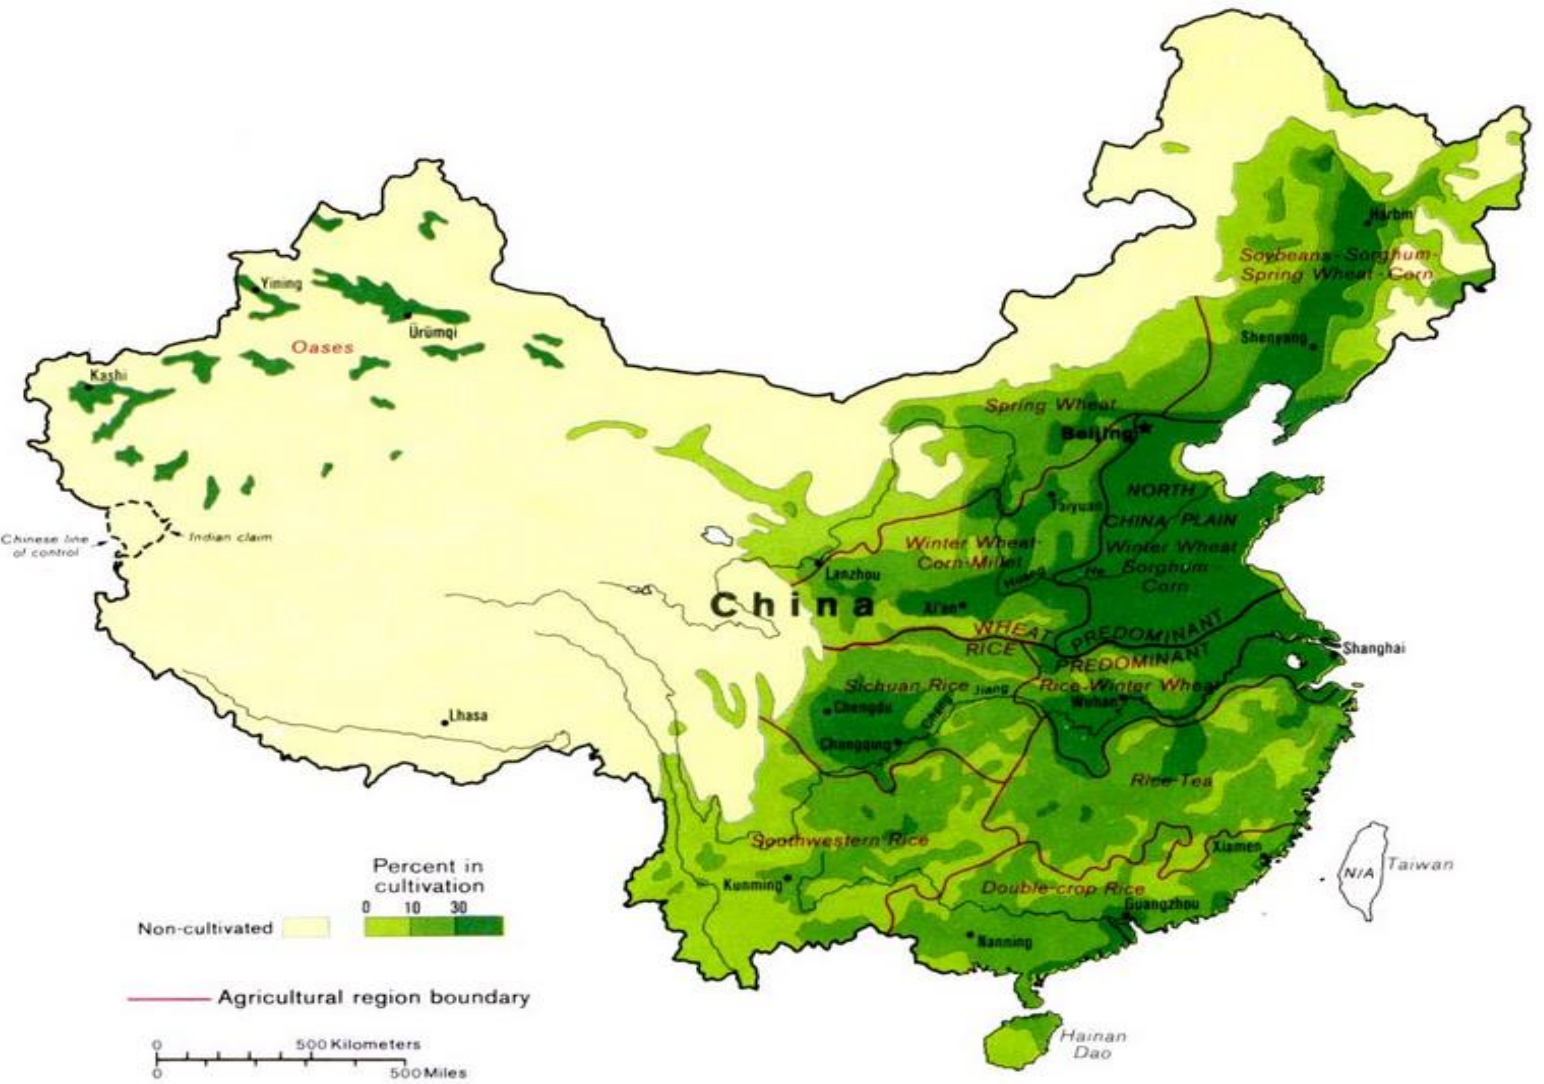 Harbin
Soybeans-Sorghum-
Spring Wheat-Corn
Yining
Ürümqi
Oases
Shenyang
Kashi
Spring Wheat
Beijing
NORTH
CHINA PLAIN
Taiyuan
Winter Wheat
Sorghum
Corn
Chinese line
of control
Indian claim
Winter Wheat-
Corn-Millet
Huang
He
Lanzhou
China
Xi'an
WHEAT PREDOMINANT
RICE PREDOMINANT
Shanghai
Sichuan Rice
Jiang
Rice-Winter Wheat
Wuhan
Chengdu
Chang
Lhasa
Chongqing
Rice-Tea
Southwestern Rice
Xiamen
Kunming
Double-crop Rice
Guangzhou
N/A
Taiwan
Nanning
Percent in
cultivation
0 10 30
Non-cultivated
Agricultural region boundary
0 500 Kilometers
0 500 Miles
Hainan
Dao